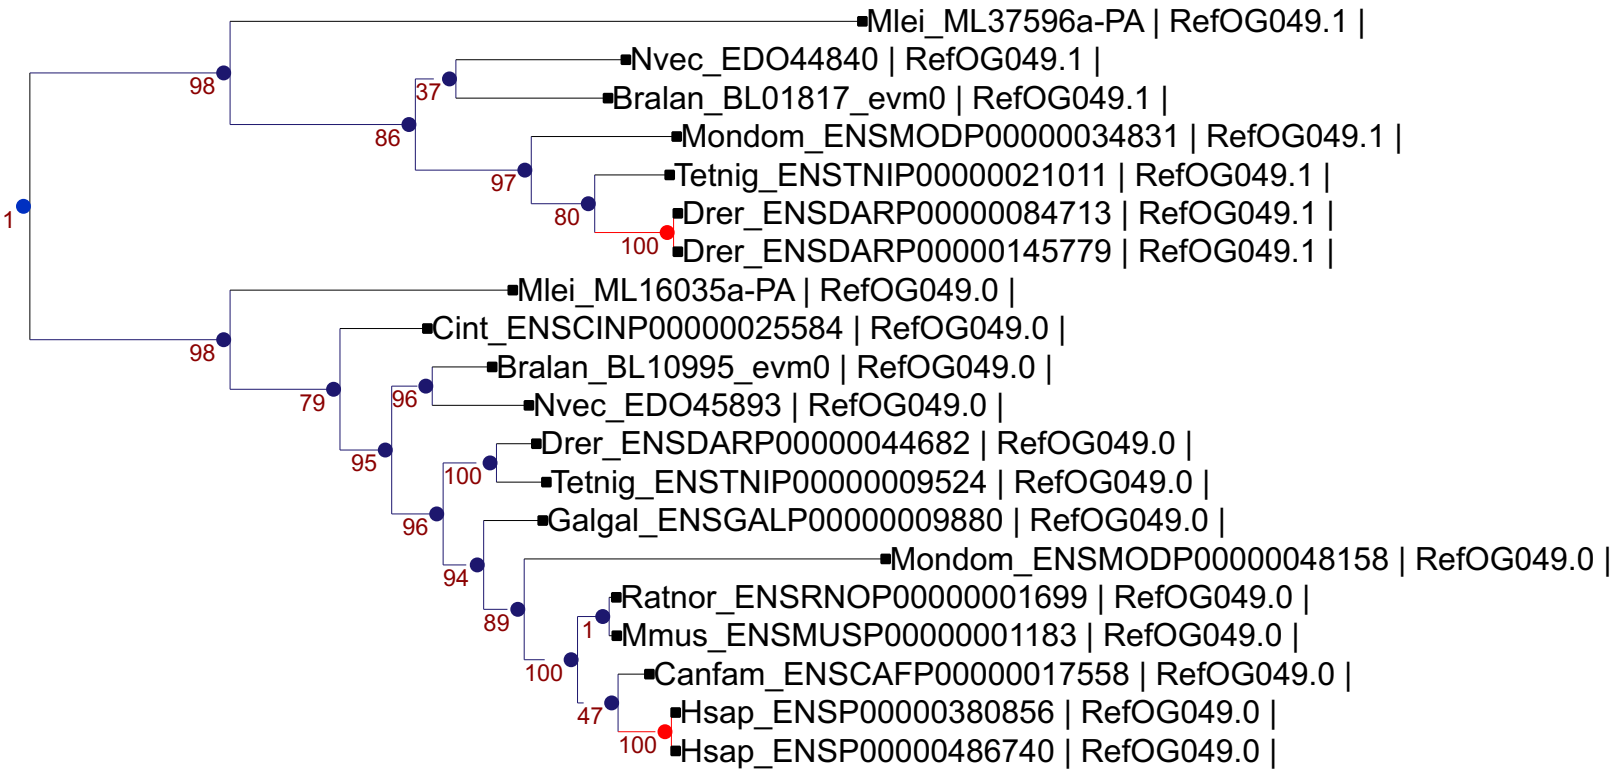 Mlei_ML37596a-PA | RefOG049.1 |
Nvec_EDO44840 | RefOG049.1 |
98
37
Bralan_BL01817_evm0 | RefOG049.1 |
86
Mondom_ENSMODP00000034831 | RefOG049.1 |
Tetnig_ENSTNIP00000021011 | RefOG049.1 |
97
Drer_ENSDARP00000084713 | RefOG049.1 |
1
80
100
Drer_ENSDARP00000145779 | RefOG049.1 |
Mlei_ML16035a-PA | RefOG049.0 |
Cint_ENSCINP00000025584 | RefOG049.0 |
98
Bralan_BL10995_evm0 | RefOG049.0 |
79
96
Nvec_EDO45893 | RefOG049.0 |
Drer_ENSDARP00000044682 | RefOG049.0 |
95
100
Tetnig_ENSTNIP00000009524 | RefOG049.0 |
96
Galgal_ENSGALP00000009880 | RefOG049.0 |
Mondom_ENSMODP00000048158 | RefOG049.0 |
94
Ratnor_ENSRNOP00000001699 | RefOG049.0 |
89
1
Mmus_ENSMUSP00000001183 | RefOG049.0 |
100
Canfam_ENSCAFP00000017558 | RefOG049.0 |
47
Hsap_ENSP00000380856 | RefOG049.0 |
100
Hsap_ENSP00000486740 | RefOG049.0 |